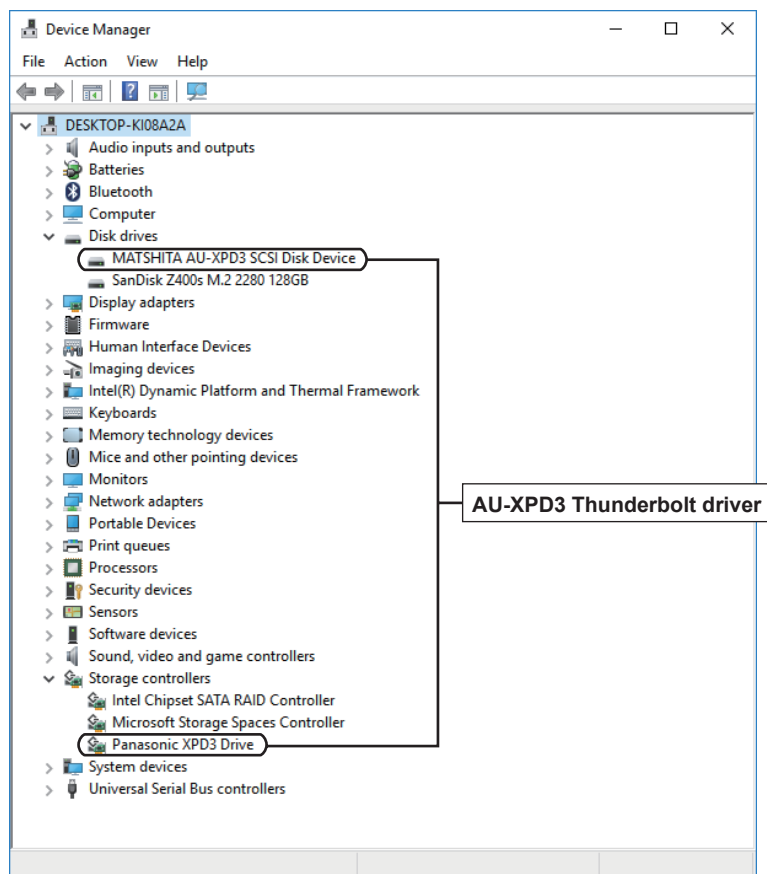 Device Manager
File Action View Help
DESKTOP-KI08A2A
Audio inputs and outputs
Batteries
Bluetooth
Computer
Disk drives
MATSHITA AU-XPD3 SCSI Disk Device
SanDisk Z400s M.2 2280 128GB
Display adapters
Firmware
Human Interface Devices
Imaging devices
Intel(R) Dynamic Platform and Thermal Framework
Keyboards
Memory technology devices
Mice and other pointing devices
Monitors
Network adapters
AU-XPD3 Thunderbolt driver
Portable Devices
Print queues
Processors
Security devices
Sensors
Software devices
Sound, video and game controllers
Storage controllers
Intel Chipset SATA RAID Controller
Microsoft Storage Spaces Controller
Panasonic XPD3 Drive
System devices
Universal Serial Bus controllers